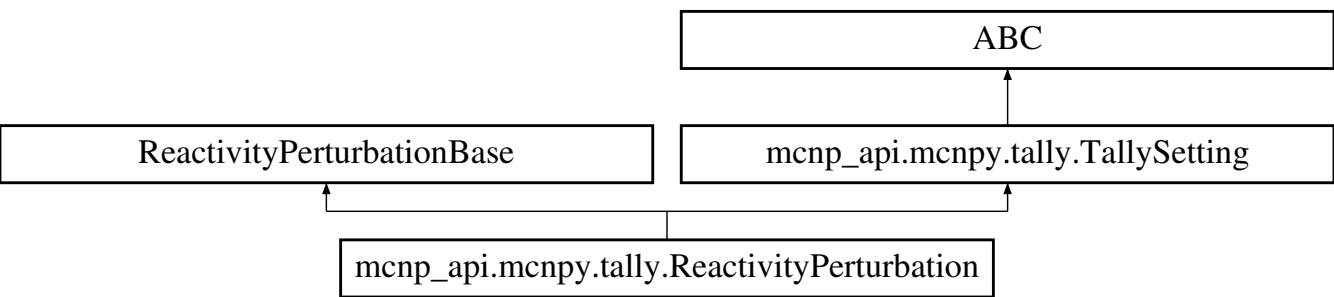 ABC
ReactivityPerturbationBase
mcnp_api.mcnpy.tally.TallySetting
mcnp_api.mcnpy.tally.ReactivityPerturbation